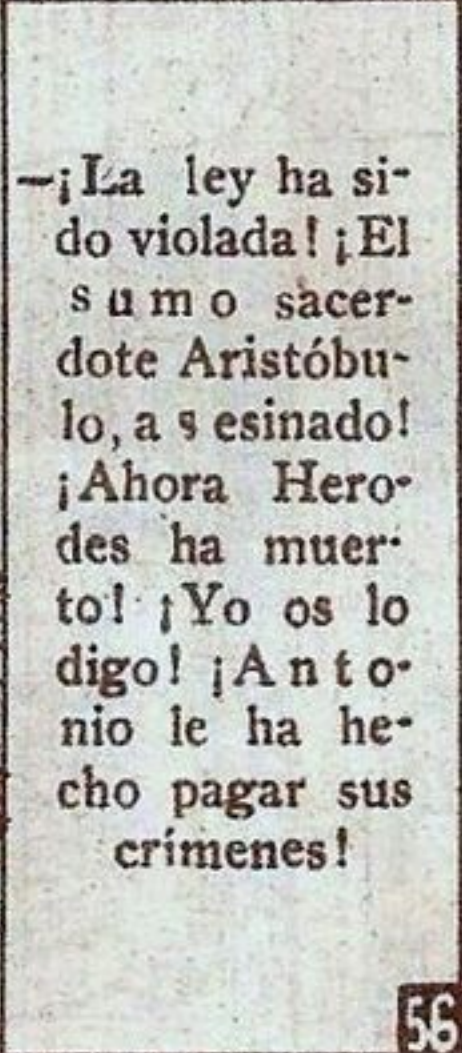 —¡La ley ha si-
do violada! ¡El
sumo sacer-
dote Aristóbu-
lo, asesinado!
¡Ahora Hero-
des ha muer-
to! ¡Yo os lo
digo! ¡Anto-
nio le ha he-
cho pagar sus
crímenes!
56